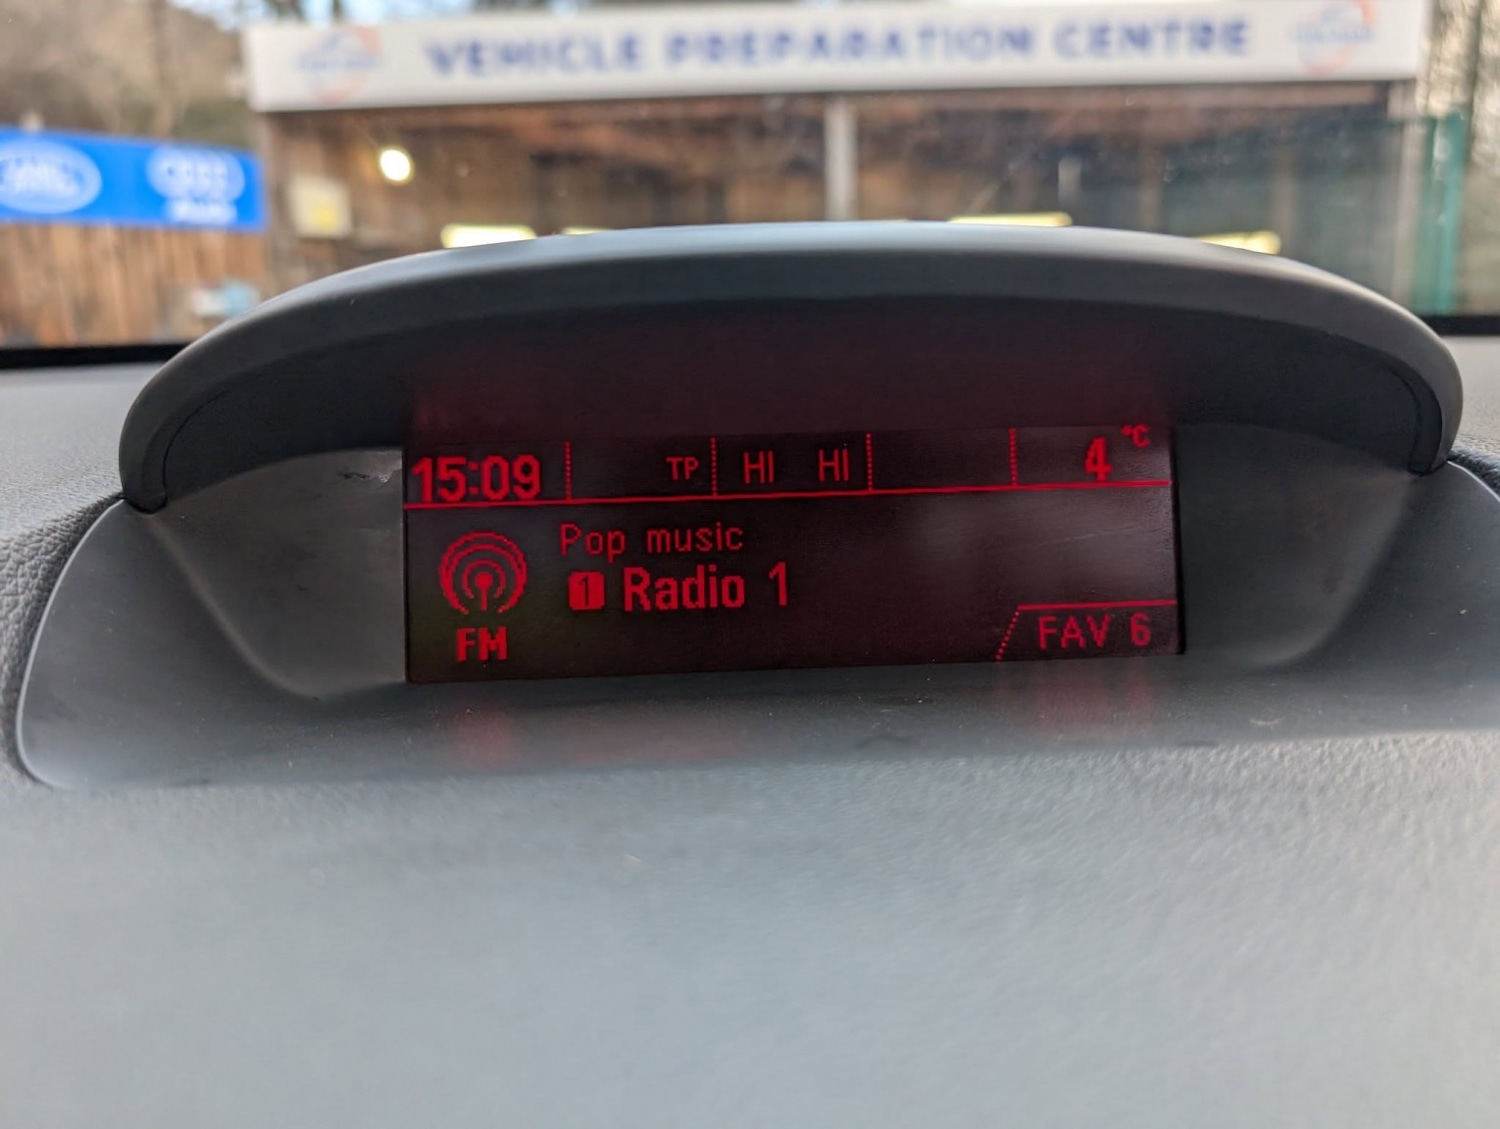 VEHICLE PREPARATION CENTRE
15:09 TP HI HI 4 °C
Pop music
1 Radio 1
FM
FAV 6